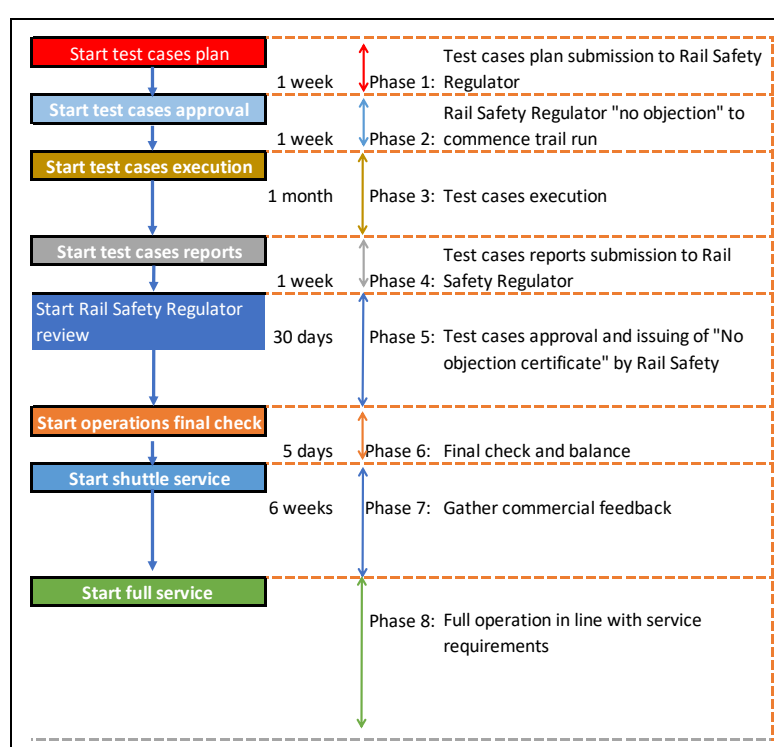 Start test cases plan
Test cases plan submission to Rail Safety
1 week
Phase 1:
Regulator
Start test cases approval
Rail Safety Regulator "no objection" to
1 week
Phase 2:
commence trail run
Start test cases execution
1 month
Phase 3:
Test cases execution
Start test cases reports
Test cases reports submission to Rail
1 week
Phase 4:
Safety Regulator
Start Rail Safety Regulator
review
30 days
Phase 5:
Test cases approval and issuing of "No
objection certificate" by Rail Safety
Start operations final check
5 days
Phase 6:
Final check and balance
Start shuttle service
6 weeks
Phase 7:
Gather commercial feedback
Start full service
Phase 8:
Full operation in line with service
requirements